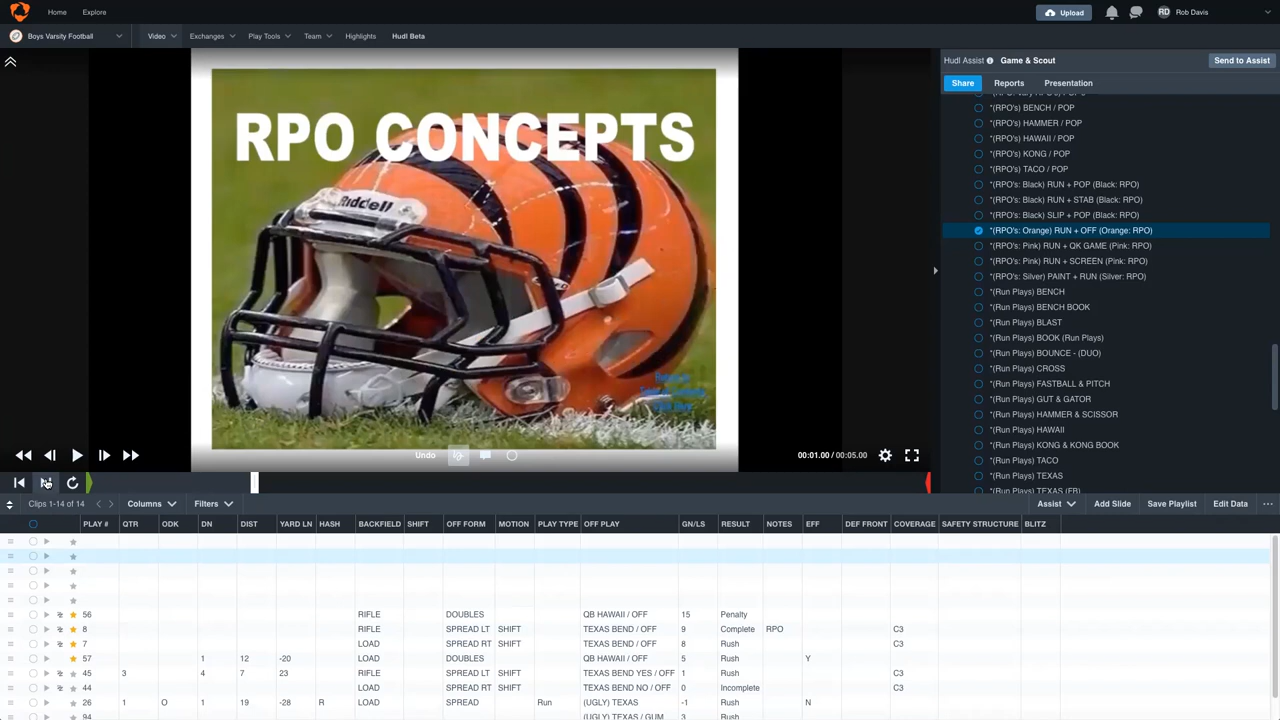 Home Explore Upload RD Rob Davis
Boys Varsity Football Video Exchanges Play Tools Team Highlights Hudl Beta
Hudl Assist Game & Scout Send to Assist
Share Reports Presentation
*(RPO's) BENCH / POP
*(RPO's) HAMMER / POP
*(RPO's) HAWAII / POP
*(RPO's) KONG / POP
*(RPO's) TACO / POP
*(RPO's: Black) RUN + POP (Black: RPO)
*(RPO's: Black) RUN + STAB (Black: RPO)
*(RPO's: Black) SLIP + POP (Black: RPO)
*(RPO's: Orange) RUN + OFF (Orange: RPO)
*(RPO's: Pink) RUN + QK GAME (Pink: RPO)
*(RPO's: Pink) RUN + SCREEN (Pink: RPO)
*(RPO's: Silver) PAINT + RUN (Silver: RPO)
*(Run Plays) BENCH
*(Run Plays) BENCH BOOK
*(Run Plays) BLAST
*(Run Plays) BOOK (Run Plays)
*(Run Plays) BOUNCE - (DUO)
*(Run Plays) CROSS
*(Run Plays) FASTBALL & PITCH
*(Run Plays) GUT & GATOR
*(Run Plays) HAMMER & SCISSOR
*(Run Plays) HAWAII
*(Run Plays) KONG & KONG BOOK
*(Run Plays) TACO
*(Run Plays) TEXAS
*(Run Plays) TEXAS (FB)
RPO CONCEPTS
Riddell
Undo 00:01.00 / 00:05.00
Clips 1-14 of 14 Columns Filters Assist Add Slide Save Playlist Edit Data
PLAY # QTR ODK DN DIST YARD LN HASH BACKFIELD SHIFT OFF FORM MOTION PLAY TYPE OFF PLAY GN/LS RESULT NOTES EFF DEF FRONT COVERAGE SAFETY STRUCTURE BLITZ
56 RIFLE DOUBLES QB HAWAII / OFF 15 Penalty
8 RIFLE SPREAD LT SHIFT TEXAS BEND / OFF 9 Complete RPO C3
7 LOAD SPREAD RT SHIFT TEXAS BEND / OFF 8 Rush C3
57 1 12 -20 LOAD DOUBLES QB HAWAII / OFF 5 Rush Y
45 3 4 7 23 RIFLE SPREAD LT SHIFT TEXAS BEND YES / OFF 1 Rush C3
44 LOAD SPREAD RT SHIFT TEXAS BEND NO / OFF 0 Incomplete C3
26 1 O 1 19 -28 R LOAD SPREAD Run (UGLY) TEXAS -1 Rush N
94 (UGLY) TEXAS / GUM 3 Rush